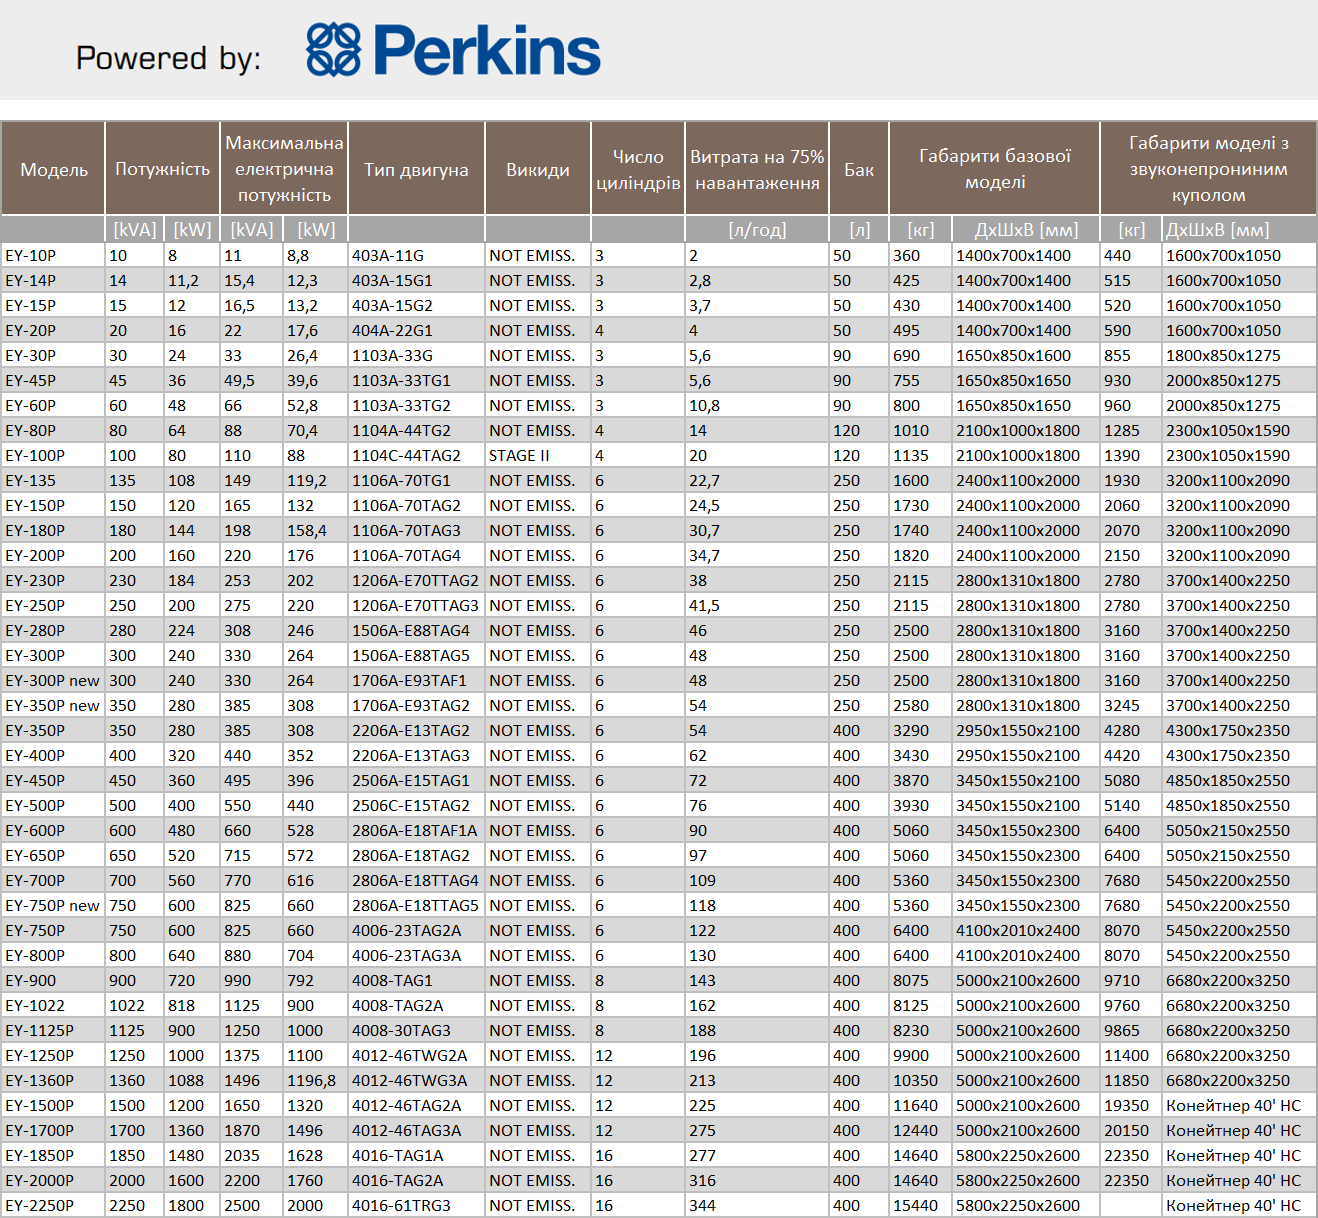 Powered by: Perkins
Модель Потужність Максимальна електрична потужність Тип двигуна Викиди Число циліндрів Витрата на 75% навантаження Бак Габарити базової моделі Габарити моделі з звуконепрониним куполом
[kVA] [kW] [kVA] [kW] [л/год] [л] [кг] ДхШхВ [мм] [кг] ДхШхВ [мм]
EY-10P 10 8 11 8,8 403A-11G NOT EMISS. 3 2 50 360 1400x700x1400 440 1600x700x1050
EY-14P 14 11,2 15,4 12,3 403A-15G1 NOT EMISS. 3 2,8 50 425 1400x700x1400 515 1600x700x1050
EY-15P 15 12 16,5 13,2 403A-15G2 NOT EMISS. 3 3,7 50 430 1400x700x1400 520 1600x700x1050
EY-20P 20 16 22 17,6 404A-22G1 NOT EMISS. 4 4 50 495 1400x700x1400 590 1600x700x1050
EY-30P 30 24 33 26,4 1103A-33G NOT EMISS. 3 5,6 90 690 1650x850x1600 855 1800x850x1275
EY-45P 45 36 49,5 39,6 1103A-33TG1 NOT EMISS. 3 5,6 90 755 1650x850x1650 930 2000x850x1275
EY-60P 60 48 66 52,8 1103A-33TG2 NOT EMISS. 3 10,8 90 800 1650x850x1650 960 2000x850x1275
EY-80P 80 64 88 70,4 1104A-44TG2 NOT EMISS. 4 14 120 1010 2100x1000x1800 1285 2300x1050x1590
EY-100P 100 80 110 88 1104C-44TAG2 STAGE II 4 20 120 1135 2100x1000x1800 1390 2300x1050x1590
EY-135 135 108 149 119,2 1106A-70TG1 NOT EMISS. 6 22,7 250 1600 2400x1100x2000 1930 3200x1100x2090
EY-150P 150 120 165 132 1106A-70TAG2 NOT EMISS. 6 24,5 250 1730 2400x1100x2000 2060 3200x1100x2090
EY-180P 180 144 198 158,4 1106A-70TAG3 NOT EMISS. 6 30,7 250 1740 2400x1100x2000 2070 3200x1100x2090
EY-200P 200 160 220 176 1106A-70TAG4 NOT EMISS. 6 34,7 250 1820 2400x1100x2000 2150 3200x1100x2090
EY-230P 230 184 253 202 1206A-E70TTAG2 NOT EMISS. 6 38 250 2115 2800x1310x1800 2780 3700x1400x2250
EY-250P 250 200 275 220 1206A-E70TTAG3 NOT EMISS. 6 41,5 250 2115 2800x1310x1800 2780 3700x1400x2250
EY-280P 280 224 308 246 1506A-E88TAG4 NOT EMISS. 6 46 250 2500 2800x1310x1800 3160 3700x1400x2250
EY-300P 300 240 330 264 1506A-E88TAG5 NOT EMISS. 6 48 250 2500 2800x1310x1800 3160 3700x1400x2250
EY-300P new 300 240 330 264 1706A-E93TAF1 NOT EMISS. 6 48 250 2500 2800x1310x1800 3160 3700x1400x2250
EY-350P new 350 280 385 308 1706A-E93TAG2 NOT EMISS. 6 54 250 2580 2800x1310x1800 3245 3700x1400x2250
EY-350P 350 280 385 308 2206A-E13TAG2 NOT EMISS. 6 54 400 3290 2950x1550x2100 4280 4300x1750x2350
EY-400P 400 320 440 352 2206A-E13TAG3 NOT EMISS. 6 62 400 3430 2950x1550x2100 4420 4300x1750x2350
EY-450P 450 360 495 396 2506A-E15TAG1 NOT EMISS. 6 72 400 3870 3450x1550x2100 5080 4850x1850x2550
EY-500P 500 400 550 440 2506C-E15TAG2 NOT EMISS. 6 76 400 3930 3450x1550x2100 5140 4850x1850x2550
EY-600P 600 480 660 528 2806A-E18TAF1A NOT EMISS. 6 90 400 5060 3450x1550x2300 6400 5050x2150x2550
EY-650P 650 520 715 572 2806A-E18TAG2 NOT EMISS. 6 97 400 5060 3450x1550x2300 6400 5050x2150x2550
EY-700P 700 560 770 616 2806A-E18TTAG4 NOT EMISS. 6 109 400 5360 3450x1550x2300 7680 5450x2200x2550
EY-750P new 750 600 825 660 2806A-E18TTAG5 NOT EMISS. 6 118 400 5360 3450x1550x2300 7680 5450x2200x2550
EY-750P 750 600 825 660 4006-23TAG2A NOT EMISS. 6 122 400 6400 4100x2010x2400 8070 5450x2200x2550
EY-800P 800 640 880 704 4006-23TAG3A NOT EMISS. 6 130 400 6400 4100x2010x2400 8070 5450x2200x2550
EY-900 900 720 990 792 4008-TAG1 NOT EMISS. 8 143 400 8075 5000x2100x2600 9710 6680x2200x3250
EY-1022 1022 818 1125 900 4008-TAG2A NOT EMISS. 8 162 400 8125 5000x2100x2600 9760 6680x2200x3250
EY-1125P 1125 900 1250 1000 4008-30TAG3 NOT EMISS. 8 188 400 8230 5000x2100x2600 9865 6680x2200x3250
EY-1250P 1250 1000 1375 1100 4012-46TWG2A NOT EMISS. 12 196 400 9900 5000x2100x2600 11400 6680x2200x3250
EY-1360P 1360 1088 1496 1196,8 4012-46TWG3A NOT EMISS. 12 213 400 10350 5000x2100x2600 11850 6680x2200x3250
EY-1500P 1500 1200 1650 1320 4012-46TAG2A NOT EMISS. 12 225 400 11640 5000x2100x2600 19350 Конейтнер 40' HC
EY-1700P 1700 1360 1870 1496 4012-46TAG3A NOT EMISS. 12 275 400 12440 5000x2100x2600 20150 Конейтнер 40' HC
EY-1850P 1850 1480 2035 1628 4016-TAG1A NOT EMISS. 16 277 400 14640 5800x2250x2600 22350 Конейтнер 40' HC
EY-2000P 2000 1600 2200 1760 4016-TAG2A NOT EMISS. 16 316 400 14640 5800x2250x2600 22350 Конейтнер 40' HC
EY-2250P 2250 1800 2500 2000 4016-61TRG3 NOT EMISS. 16 344 400 15440 5800x2250x2600 Конейтнер 40' HC